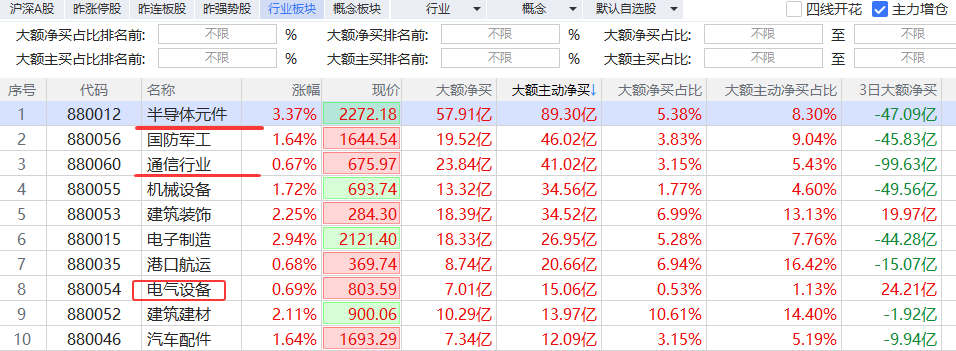 沪深A股 昨涨停股 昨连板股 昨强势股 行业板块 概念板块 行业 概念 默认自选股 四线开花 主力增仓
大额净买占比排名前: 不限 % 大额净买排名前: 不限 % 大额净买占比: 不限 至 不限
大额主买占比排名前: 不限 % 大额主买排名前: 不限 % 大额主买占比: 不限 至 不限
序号 代码 名称 涨幅 现价 大额净买 大额主动净买↓ 大额净买占比 大额主动净买占比 3日大额净买
1 880012 半导体元件 3.37% 2272.18 57.91亿 89.30亿 5.38% 8.30% -47.09亿
2 880056 国防军工 1.64% 1644.54 19.52亿 46.02亿 3.83% 9.04% -45.83亿
3 880060 通信行业 0.67% 675.97 23.84亿 41.02亿 3.15% 5.43% -99.63亿
4 880055 机械设备 1.72% 693.74 13.32亿 34.56亿 1.77% 4.60% -49.56亿
5 880053 建筑装饰 2.25% 284.30 18.39亿 34.52亿 6.99% 13.13% 19.97亿
6 880015 电子制造 2.94% 2121.40 18.33亿 26.95亿 5.28% 7.76% -44.28亿
7 880035 港口航运 0.68% 369.74 8.74亿 20.66亿 6.94% 16.42% -15.07亿
8 880054 电气设备 0.69% 803.59 7.01亿 15.06亿 0.53% 1.13% 24.21亿
9 880052 建筑建材 2.11% 900.06 10.29亿 13.97亿 10.61% 14.40% -1.92亿
10 880046 汽车配件 1.64% 1693.29 7.34亿 12.09亿 3.15% 5.19% -9.94亿